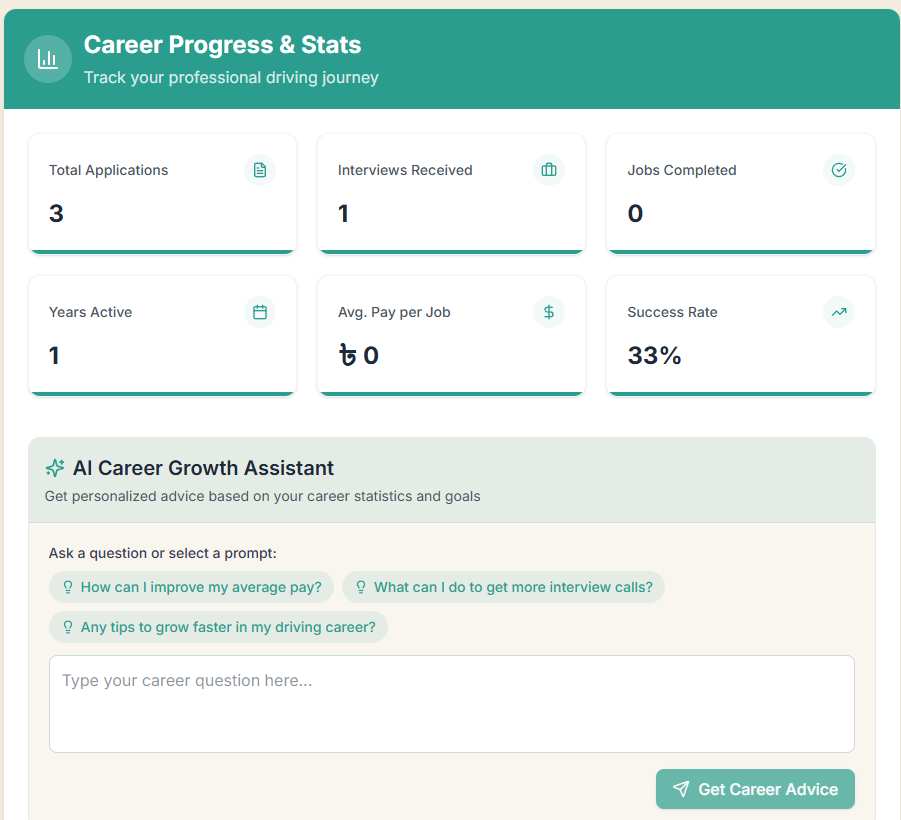 Career Progress & Stats
Track your professional driving journey
Total Applications
3
Interviews Received
1
Jobs Completed
0
Years Active
1
Avg. Pay per Job
৳ 0
Success Rate
33%
AI Career Growth Assistant
Get personalized advice based on your career statistics and goals
Ask a question or select a prompt:
How can I improve my average pay?
What can I do to get more interview calls?
Any tips to grow faster in my driving career?
Type your career question here...
Get Career Advice